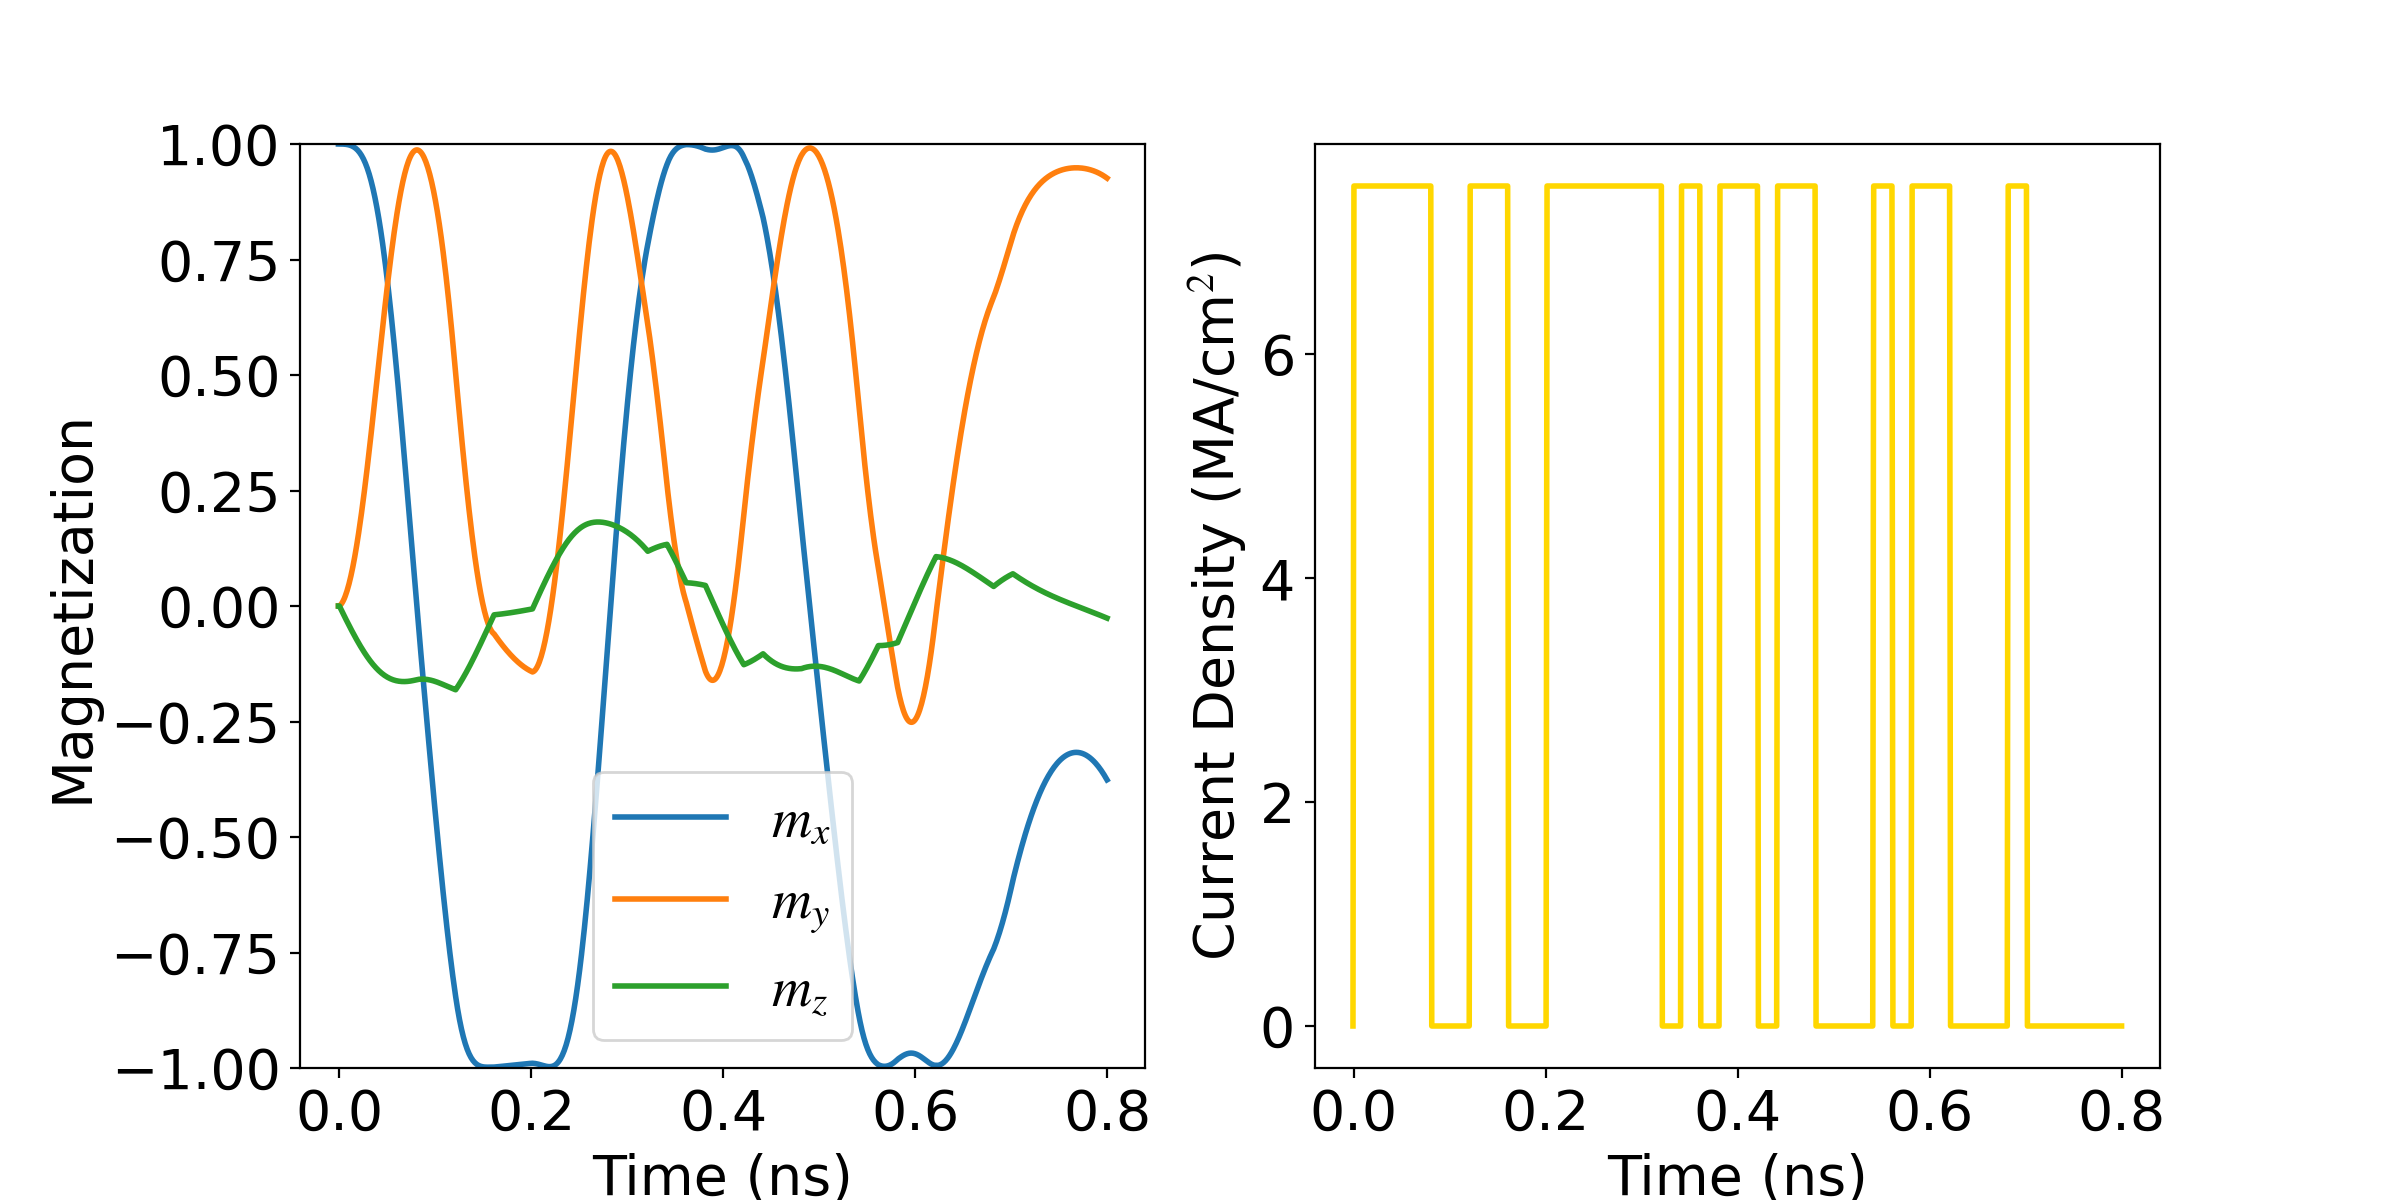 1.00
0.75
0.50
0.25
0.00
−0.25
−0.50
−0.75
−1.00
Magnetization
0.0 0.2 0.4 0.6 0.8
Time (ns)
m_x
m_y
m_z
6
4
2
0
Current Density (MA/cm²)
0.0 0.2 0.4 0.6 0.8
Time (ns)